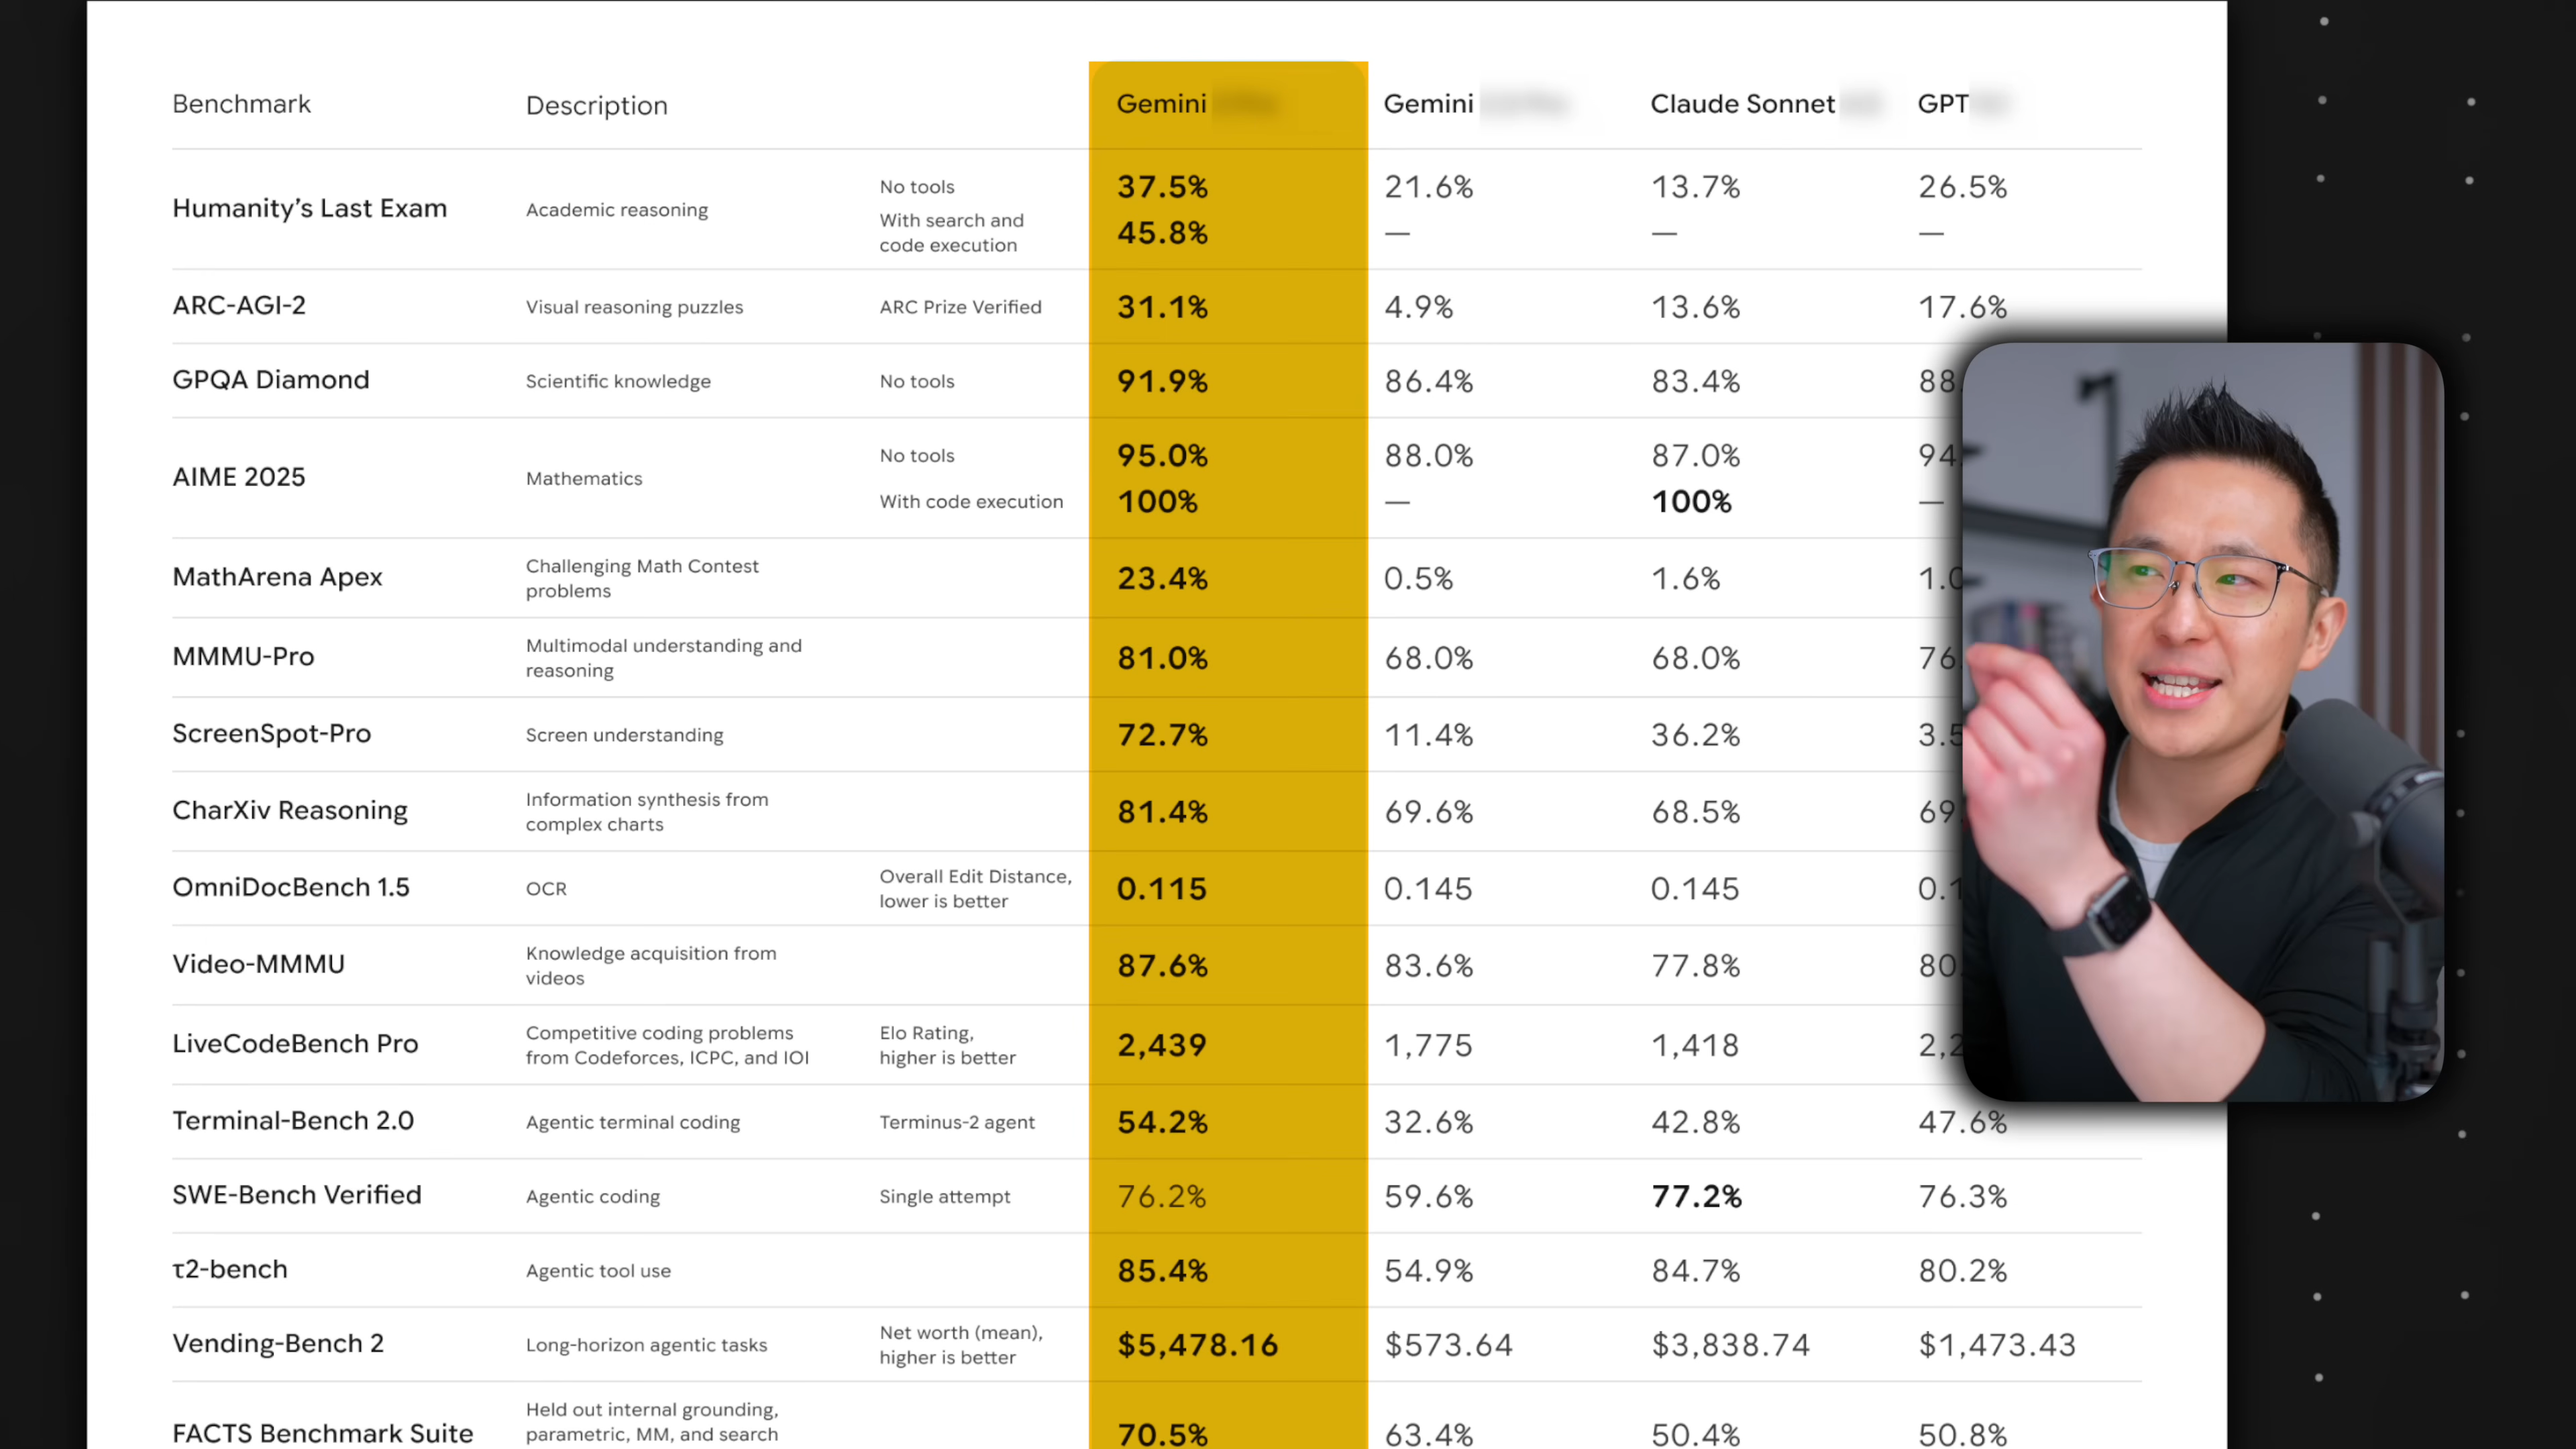 Benchmark Description Gemini Gemini Claude Sonnet GPT
Humanity's Last Exam Academic reasoning No tools 37.5% 21.6% 13.7% 26.5%
With search and
code execution 45.8% — — —
ARC-AGI-2 Visual reasoning puzzles ARC Prize Verified 31.1% 4.9% 13.6% 17.6%
GPQA Diamond Scientific knowledge No tools 91.9% 86.4% 83.4% 88.
AIME 2025 Mathematics No tools 95.0% 88.0% 87.0% 94.
With code execution 100% — 100% —
MathArena Apex Challenging Math Contest
problems 23.4% 0.5% 1.6% 1.0
MMMU-Pro Multimodal understanding and
reasoning 81.0% 68.0% 68.0% 76.
ScreenSpot-Pro Screen understanding 72.7% 11.4% 36.2% 3.5
CharXiv Reasoning Information synthesis from
complex charts 81.4% 69.6% 68.5% 69.
OmniDocBench 1.5 OCR Overall Edit Distance,
lower is better 0.115 0.145 0.145 0.1
Video-MMMU Knowledge acquisition from
videos 87.6% 83.6% 77.8% 80.
LiveCodeBench Pro Competitive coding problems
from Codeforces, ICPC, and IOI Elo Rating,
higher is better 2,439 1,775 1,418 2,2
Terminal-Bench 2.0 Agentic terminal coding Terminus-2 agent 54.2% 32.6% 42.8% 47.6%
SWE-Bench Verified Agentic coding Single attempt 76.2% 59.6% 77.2% 76.3%
τ2-bench Agentic tool use 85.4% 54.9% 84.7% 80.2%
Vending-Bench 2 Long-horizon agentic tasks Net worth (mean),
higher is better $5,478.16 $573.64 $3,838.74 $1,473.43
FACTS Benchmark Suite Held out internal grounding,
parametric, MM, and search 70.5% 63.4% 50.4% 50.8%